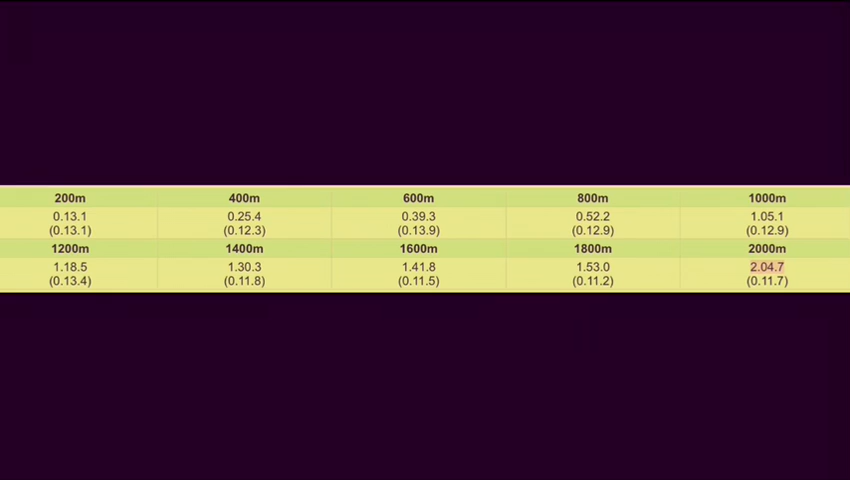 200m 400m 600m 800m 1000m
0.13.1 0.25.4 0.39.3 0.52.2 1.05.1
(0.13.1) (0.12.3) (0.13.9) (0.12.9) (0.12.9)
1200m 1400m 1600m 1800m 2000m
1.18.5 1.30.3 1.41.8 1.53.0 2.04.7
(0.13.4) (0.11.8) (0.11.5) (0.11.2) (0.11.7)